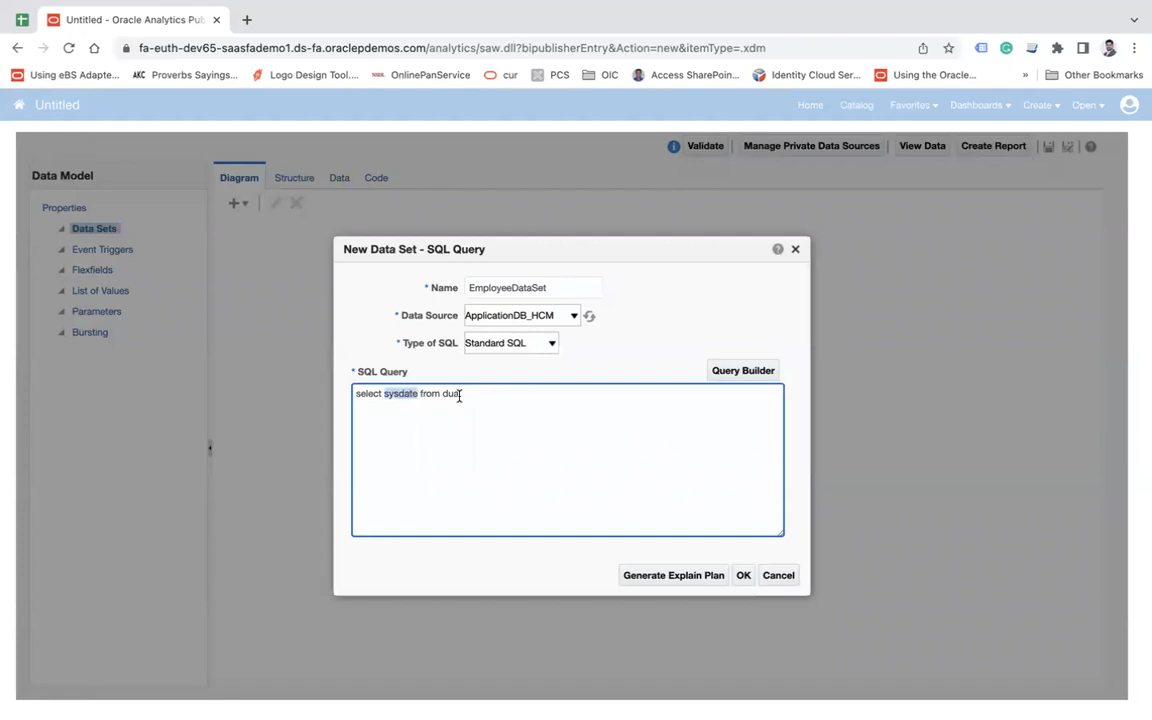 Untitled - Oracle Analytics Pub
fa-euth-dev65-saasfademo1.ds-fa.oraclepdemos.com/analytics/saw.dll?bipublisherEntry&Action=new&itemType=.xdm
Using eBS Adapte... AKC Proverbs Sayings... Logo Design Tool.... OnlinePanService cur PCS OIC Access SharePoin... Identity Cloud Ser... Using the Oracle... » Other Bookmarks
Untitled Home Catalog Favorites Dashboards Create Open
Validate Manage Private Data Sources View Data Create Report
Data Model Diagram Structure Data Code
Properties
Data Sets
Event Triggers
Flexfields
List of Values
Parameters
Bursting
New Data Set - SQL Query
* Name EmployeeDataSet
* Data Source ApplicationDB_HCM
* Type of SQL Standard SQL
* SQL Query Query Builder
select sysdate from dual
Generate Explain Plan OK Cancel